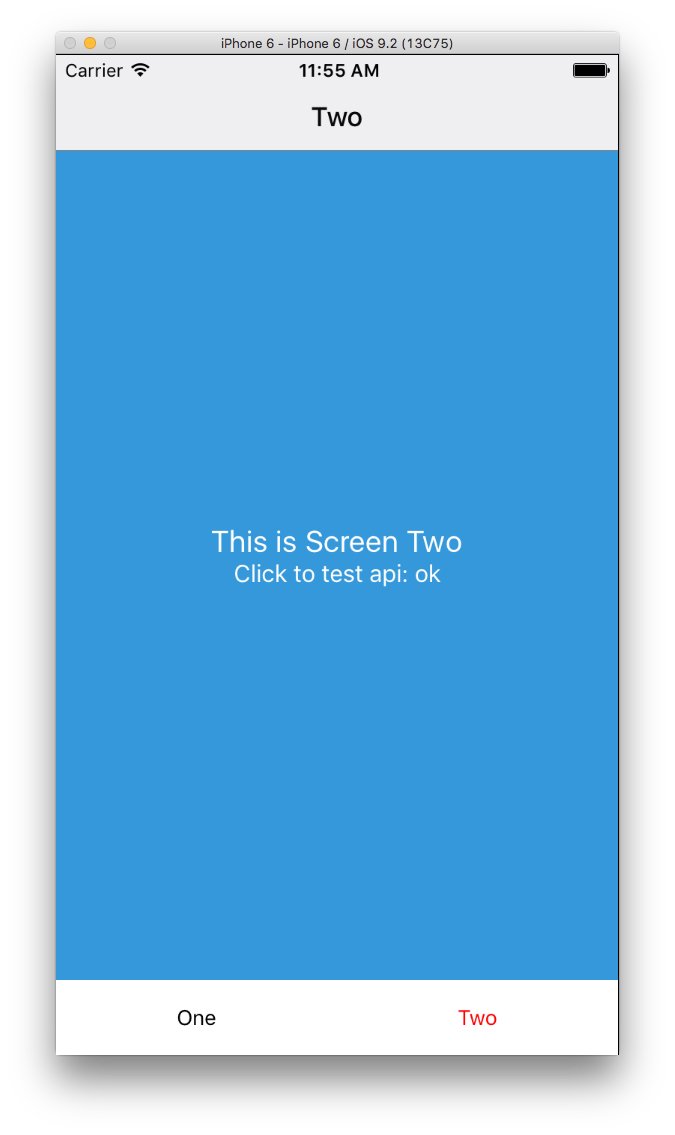 iPhone 6 - iPhone 6 / iOS 9.2 (13C75)
Carrier 11:55 AM
Two
This is Screen Two
Click to test api: ok
One Two